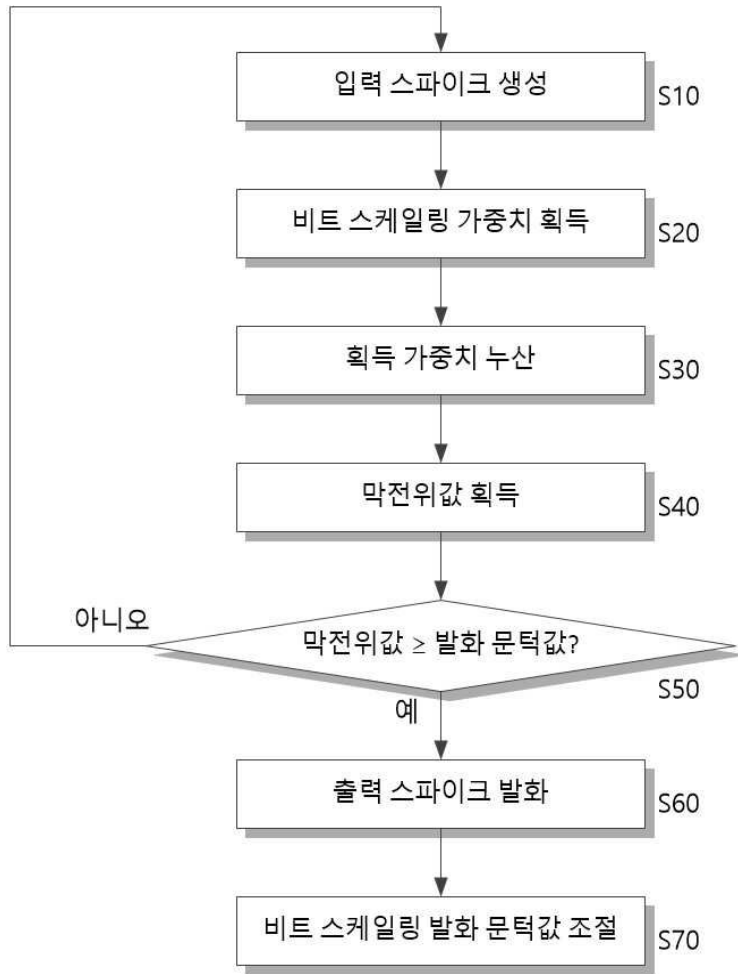 입력 스파이크 생성
S10
비트 스케일링 가중치 획득
S20
획득 가중치 누산
S30
막전위값 획득
S40
아니오
막전위값 ≥ 발화 문턱값?
S50
예
출력 스파이크 발화
S60
비트 스케일링 발화 문턱값 조절
S70